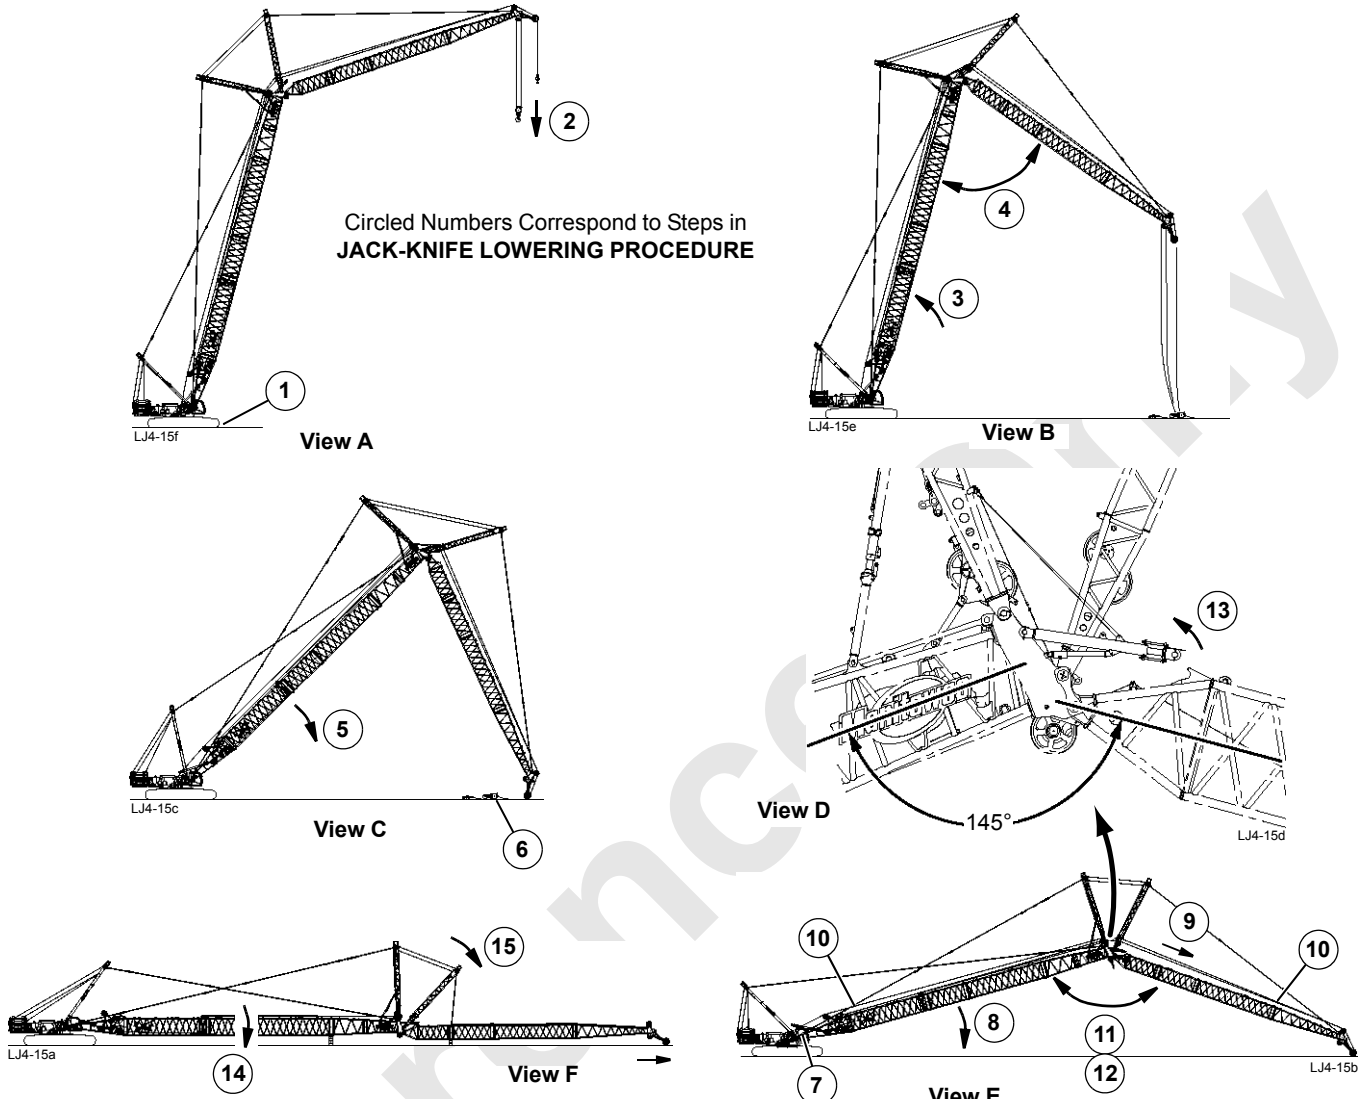 2
Circled Numbers Correspond to Steps in
JACK-KNIFE LOWERING PROCEDURE
1
LJ4-15f
View A
4
3
LJ4-15e
View B
5
LJ4-15c
View C
6
13
Manitowoc
View D
145°
LJ4-15d
15
14
LJ4-15a
View F
9
10
10
8
11
12
7
LJ4-15b
View E